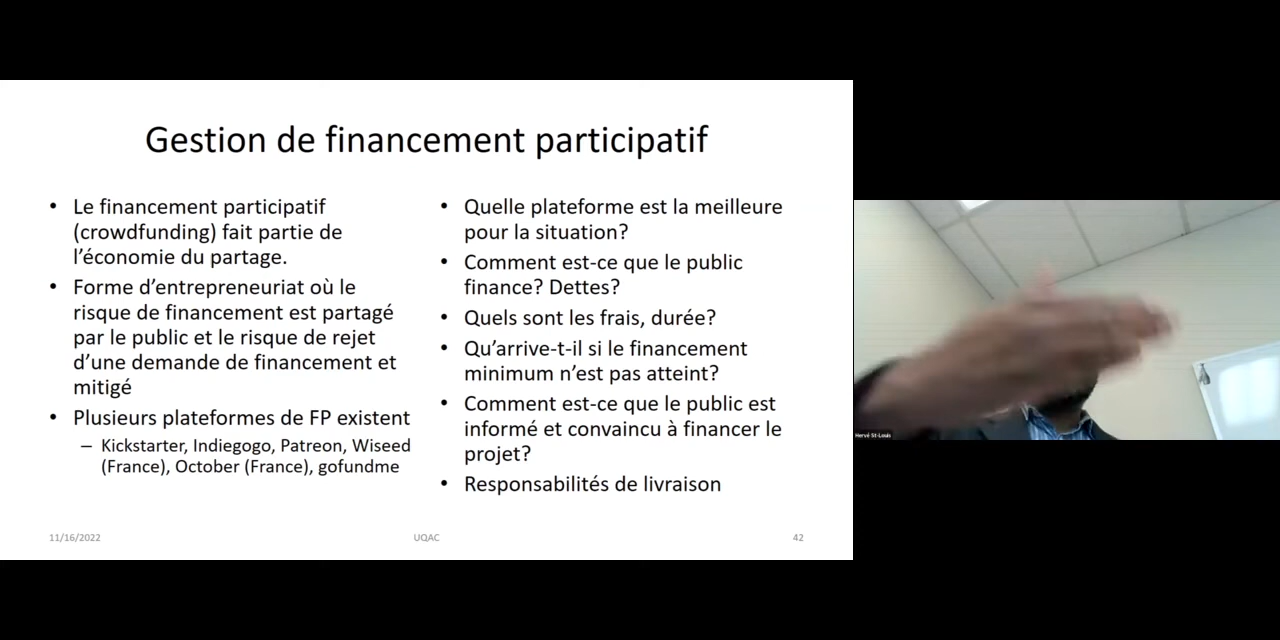 Gestion de financement participatif
• Le financement participatif
(crowdfunding) fait partie de
l’économie du partage.
• Forme d’entrepreneuriat où le
risque de financement est partagé
par le public et le risque de rejet
d’une demande de financement et
mitigé
• Plusieurs plateformes de FP existent
– Kickstarter, Indiegogo, Patreon, Wiseed
(France), October (France), gofundme
• Quelle plateforme est la meilleure
pour la situation?
• Comment est-ce que le public
finance? Dettes?
• Quels sont les frais, durée?
• Qu’arrive-t-il si le financement
minimum n’est pas atteint?
• Comment est-ce que le public est
informé et convaincu à financer le
projet?
• Responsabilités de livraison
11/16/2022
UQAC
42
Hervé St-Louis